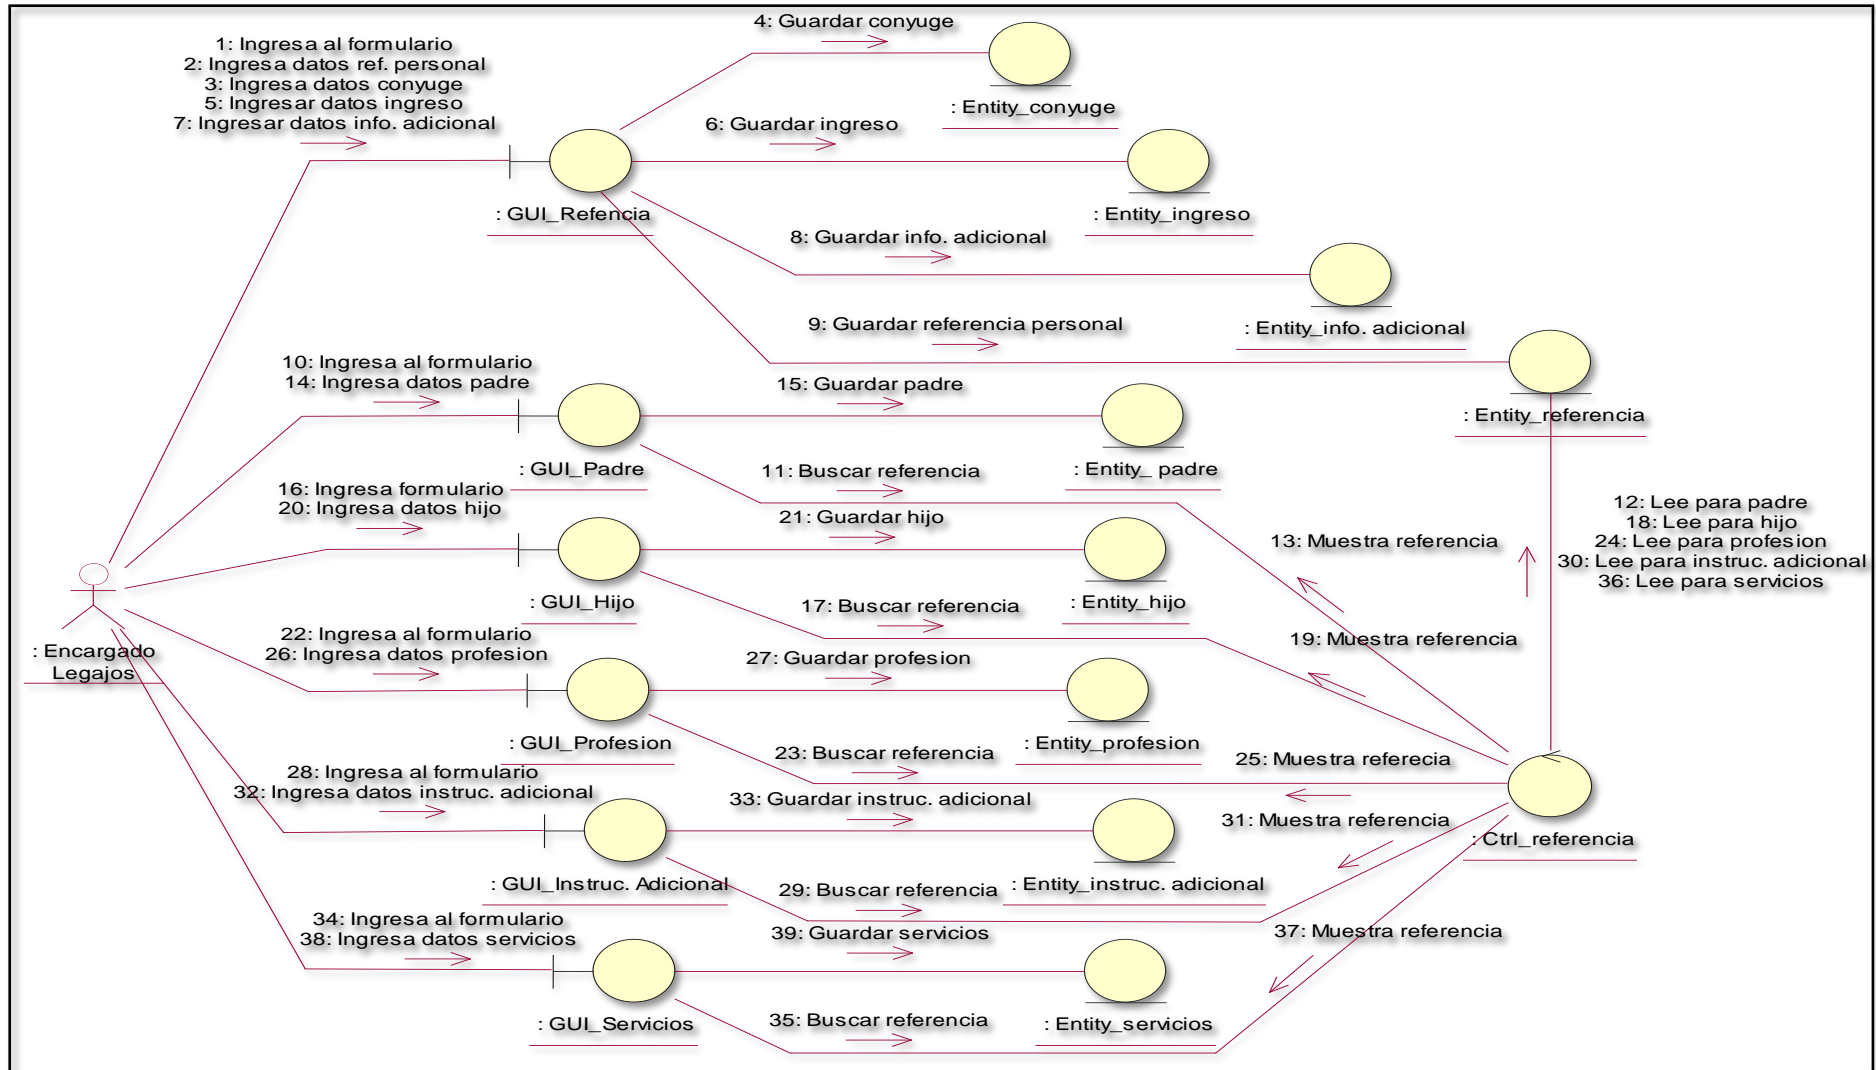 4: Guardar conyuge
1: Ingresa al formulario
2: Ingresa datos ref. personal
3: Ingresa datos conyuge
5: Ingresar datos ingreso
7: Ingresar datos info. adicional
: Entity_conyuge
6: Guardar ingreso
: GUI_Refencia
: Entity_ingreso
8: Guardar info. adicional
9: Guardar referencia personal
: Entity_info. adicional
10: Ingresa al formulario
14: Ingresa datos padre
15: Guardar padre
: Entity_referencia
: GUI_Padre
11: Buscar referencia
: Entity_ padre
16: Ingresa formulario
20: Ingresa datos hijo
21: Guardar hijo
12: Lee para padre
18: Lee para hijo
24: Lee para profesion
30: Lee para instruc. adicional
36: Lee para servicios
13: Muestra referencia
: GUI_Hijo
17: Buscar referencia
: Entity_hijo
19: Muestra referencia
: Encargado
Legajos
22: Ingresa al formulario
26: Ingresa datos profesion
27: Guardar profesion
: GUI_Profesion
23: Buscar referencia
: Entity_profesion
25: Muestra referecia
28: Ingresa al formulario
32: Ingresa datos instruc. adicional
33: Guardar instruc. adicional
31: Muestra referencia
: Ctrl_referencia
: GUI_Instruc. Adicional
29: Buscar referencia
: Entity_instruc. adicional
34: Ingresa al formulario
38: Ingresa datos servicios
39: Guardar servicios
37: Muestra referencia
: GUI_Servicios
35: Buscar referencia
: Entity_servicios